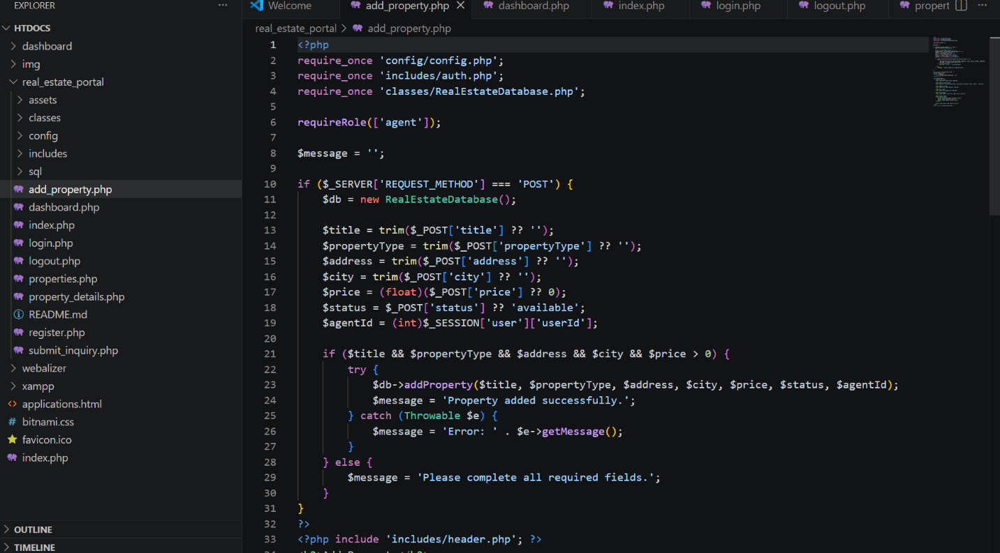 EXPLORER
Welcome
add_property.php
dashboard.php
index.php
login.php
logout.php
propert
HTDOCS
dashboard
img
real_estate_portal
assets
classes
config
includes
sql
add_property.php
dashboard.php
index.php
login.php
logout.php
properties.php
property_details.php
README.md
register.php
submit_inquiry.php
webalizer
xampp
applications.html
bitnami.css
favicon.ico
index.php
OUTLINE
TIMELINE
real_estate_portal > add_property.php
1 <?php
2 require_once 'config/config.php';
3 require_once 'includes/auth.php';
4 require_once 'classes/RealEstateDatabase.php';
5
6 requireRole(['agent']);
7
8 $message = '';
9
10 if ($_SERVER['REQUEST_METHOD'] === 'POST') {
11     $db = new RealEstateDatabase();
12
13     $title = trim($_POST['title'] ?? '');
14     $propertyType = trim($_POST['propertyType'] ?? '');
15     $address = trim($_POST['address'] ?? '');
16     $city = trim($_POST['city'] ?? '');
17     $price = (float)($_POST['price'] ?? 0);
18     $status = $_POST['status'] ?? 'available';
19     $agentId = (int)$_SESSION['user']['userId'];
20
21     if ($title && $propertyType && $address && $city && $price > 0) {
22         try {
23             $db->addProperty($title, $propertyType, $address, $city, $price, $status, $agentId);
24             $message = 'Property added successfully.';
25         } catch (Throwable $e) {
26             $message = 'Error: ' . $e->getMessage();
27         }
28     } else {
29         $message = 'Please complete all required fields.';
30     }
31 }
32 ?>
33 <?php include 'includes/header.php'; ?>